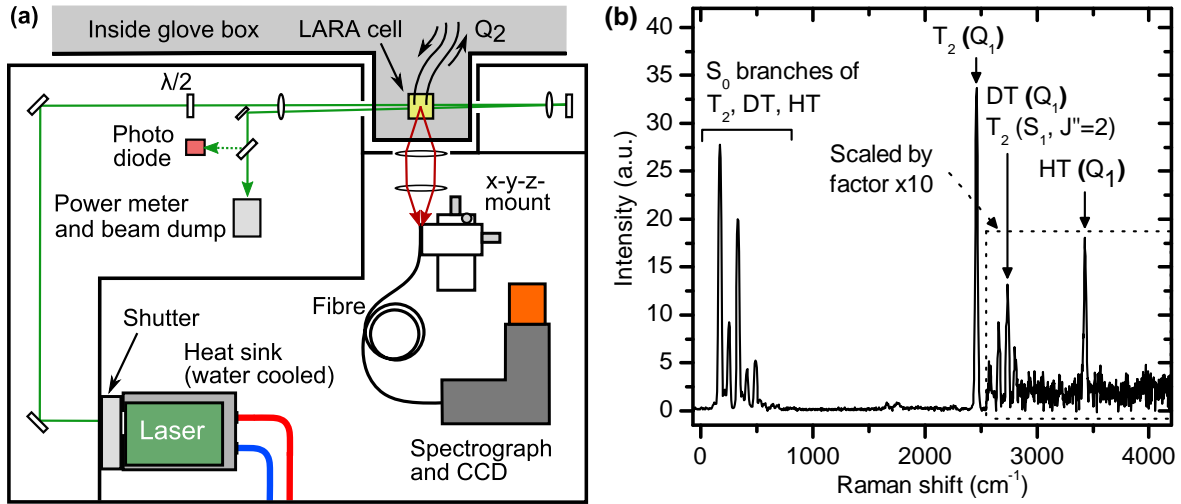 (a)
Inside glove box
LARA cell
Q2
λ/2
Photo
diode
Power meter
and beam dump
x-y-z-
mount
Fibre
Shutter
Heat sink
(water cooled)
Laser
Spectrograph
and CCD
(b)
T2 (Q1)
S0 branches of
T2, DT, HT
DT (Q1)
T2 (S1, J"=2)
Scaled by
factor x10
HT (Q1)
Intensity (a.u.)
40
35
30
25
20
15
10
5
0
0 1000 2000 3000 4000
Raman shift (cm-1)